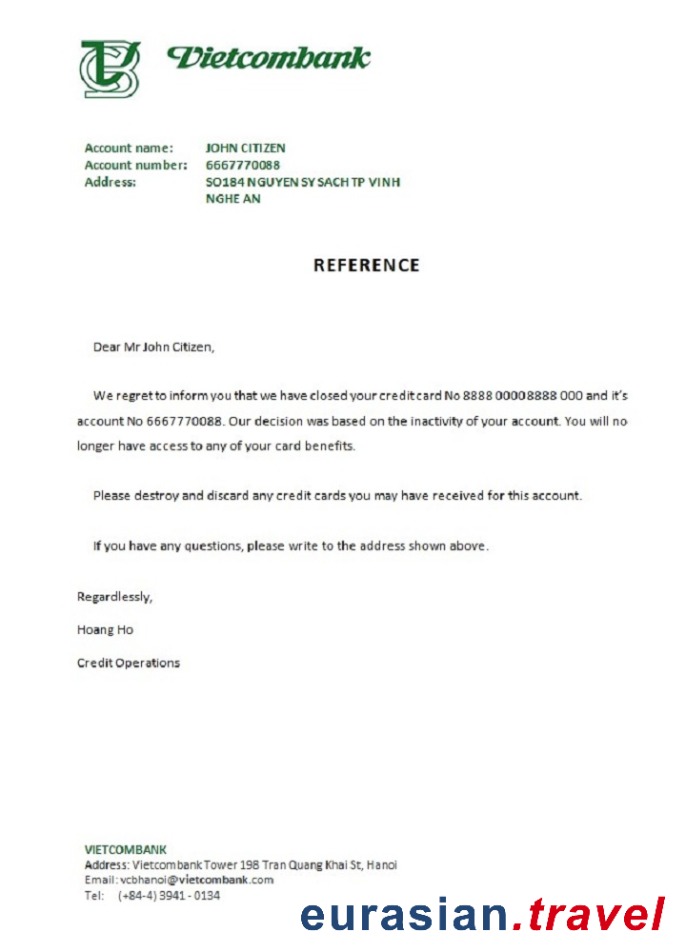 Vietcombank
Account name: JOHN CITIZEN
Account number: 6667770088
Address: SO184 NGUYEN SY SACH TP VINH
NGHE AN
REFERENCE
Dear Mr John Citizen,
We regret to inform you that we have closed your credit card No 8888 00008888 000 and it's
account No 6667770088. Our decision was based on the inactivity of your account. You will no
longer have access to any of your card benefits.
Please destroy and discard any credit cards you may have received for this account.
If you have any questions, please write to the address shown above.
Regardlessly,
Hoang Ho
Credit Operations
VIETCOMBANK
Address: Vietcombank Tower 198 Tran Quang Khai St, Hanoi
Email: vcbhanoi@vietcombank.com
Tel: (+84-4) 3941 - 0134
eurasian.travel